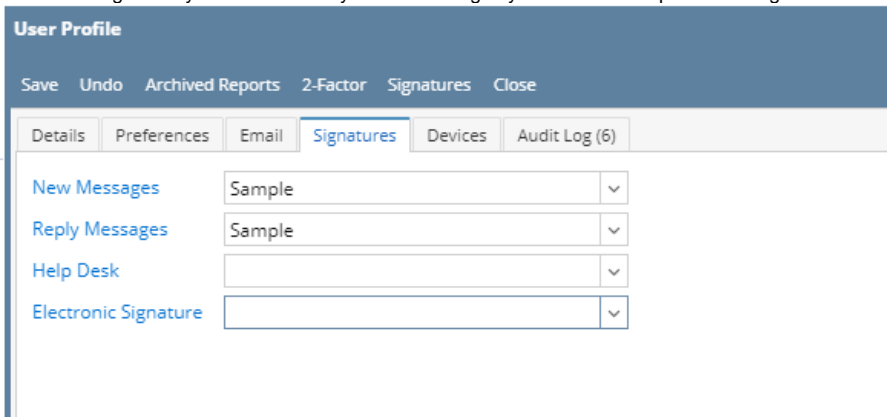 User Profile
Save Undo Archived Reports 2-Factor Signatures Close
Details Preferences Email Signatures Devices Audit Log (6)
New Messages Sample
Reply Messages Sample
Help Desk
Electronic Signature